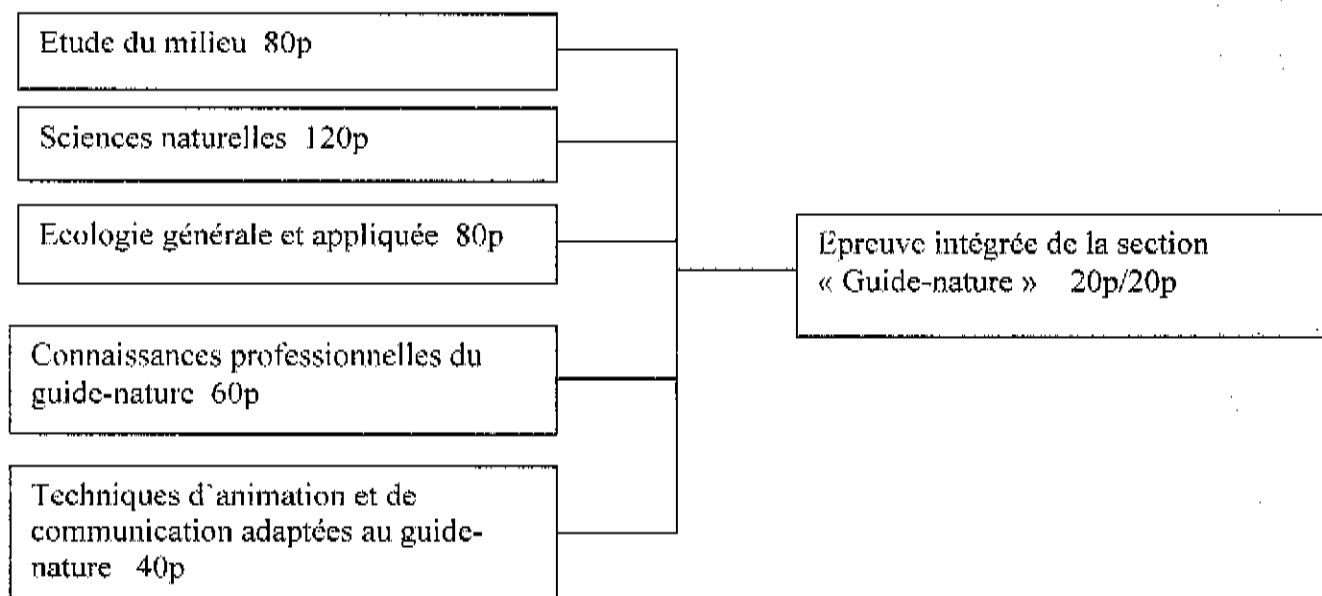 Etude du milieu 80p
Sciences naturelles 120p
Ecologie générale et appliquée 80p
Connaissances professionnelles du
guide-nature 60p
Techniques d'animation et de
communication adaptées au guide-
nature 40p
Epreuve intégrée de la section
« Guide-nature » 20p/20p